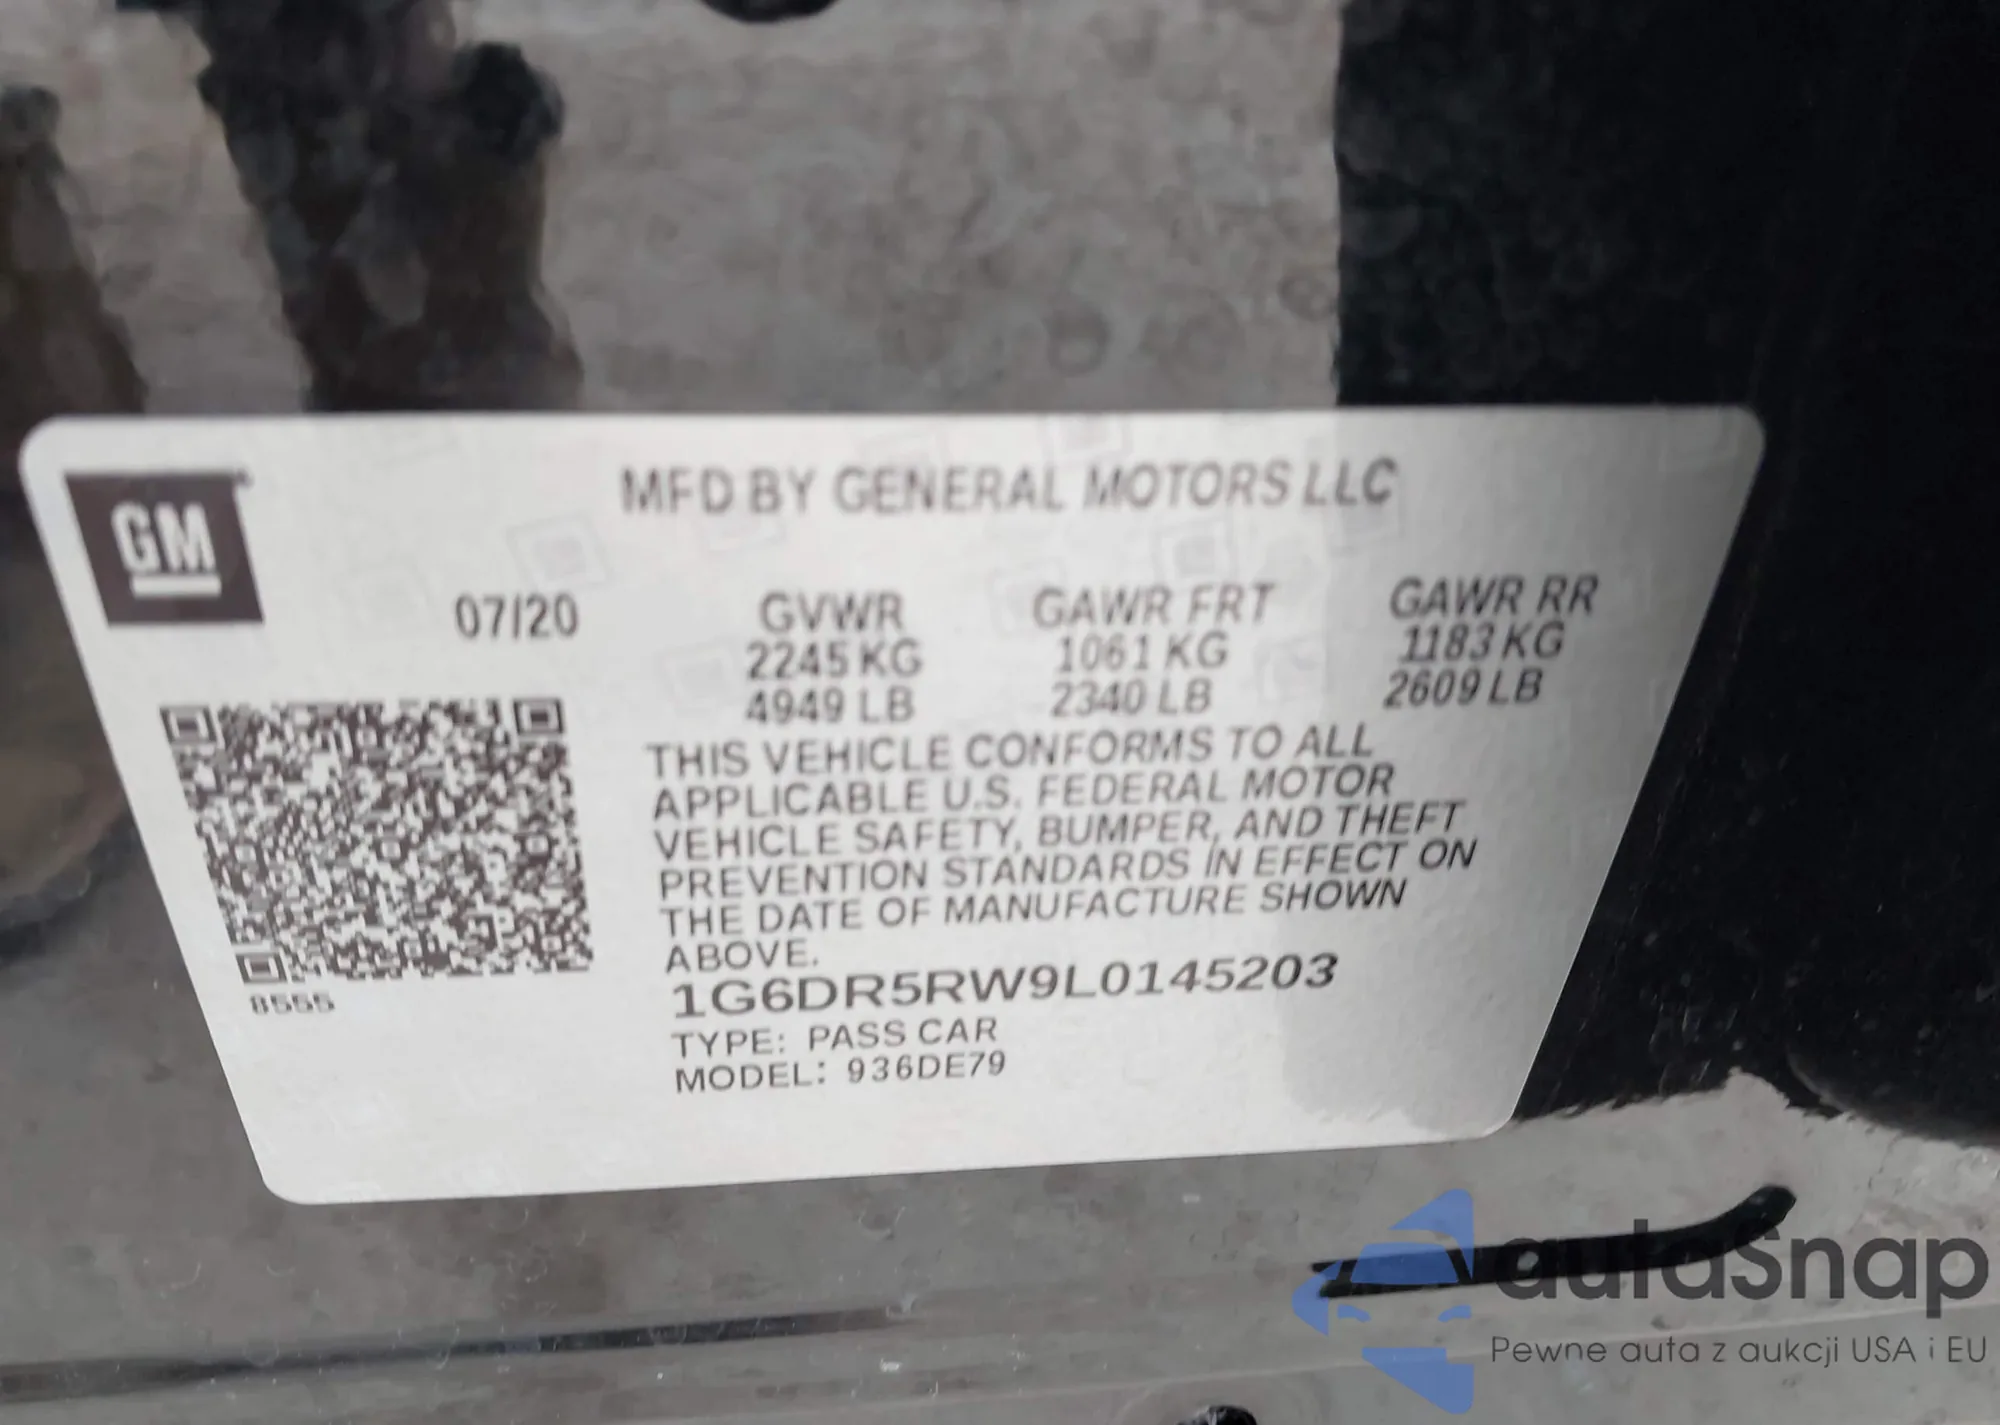 GM
MFD BY GENERAL MOTORS LLC
07/20
GVWR
2245 KG
4949 LB
GAWR FRT
1061 KG
2340 LB
GAWR RR
1183 KG
2609 LB
THIS VEHICLE CONFORMS TO ALL
APPLICABLE U.S. FEDERAL MOTOR
VEHICLE SAFETY, BUMPER, AND THEFT
PREVENTION STANDARDS IN EFFECT ON
THE DATE OF MANUFACTURE SHOWN
ABOVE.
1G6DR5RW9L0145203
TYPE: PASS CAR
MODEL: 936DE79
8555
autaSnap
Pewne auta z aukcji USA i EU